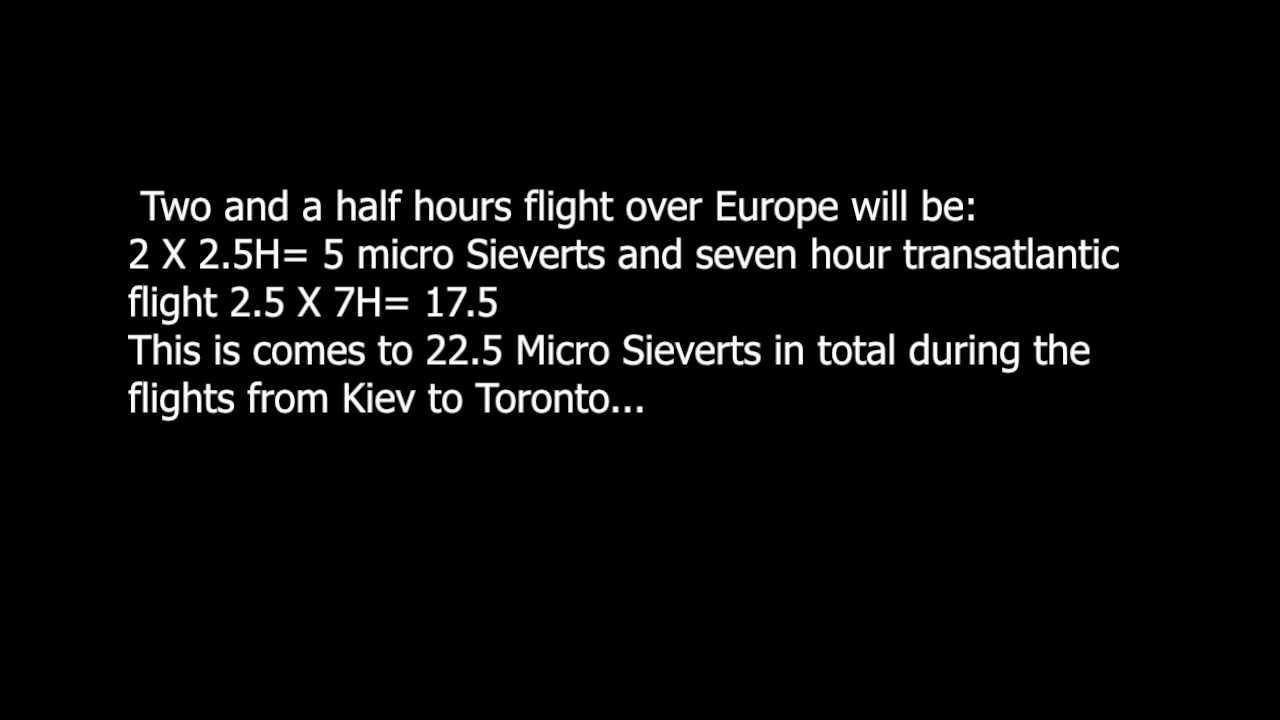 Two and a half hours flight over Europe will be:
2 X 2.5H= 5 micro Sieverts and seven hour transatlantic
flight 2.5 X 7H= 17.5
This is comes to 22.5 Micro Sieverts in total during the
flights from Kiev to Toronto...